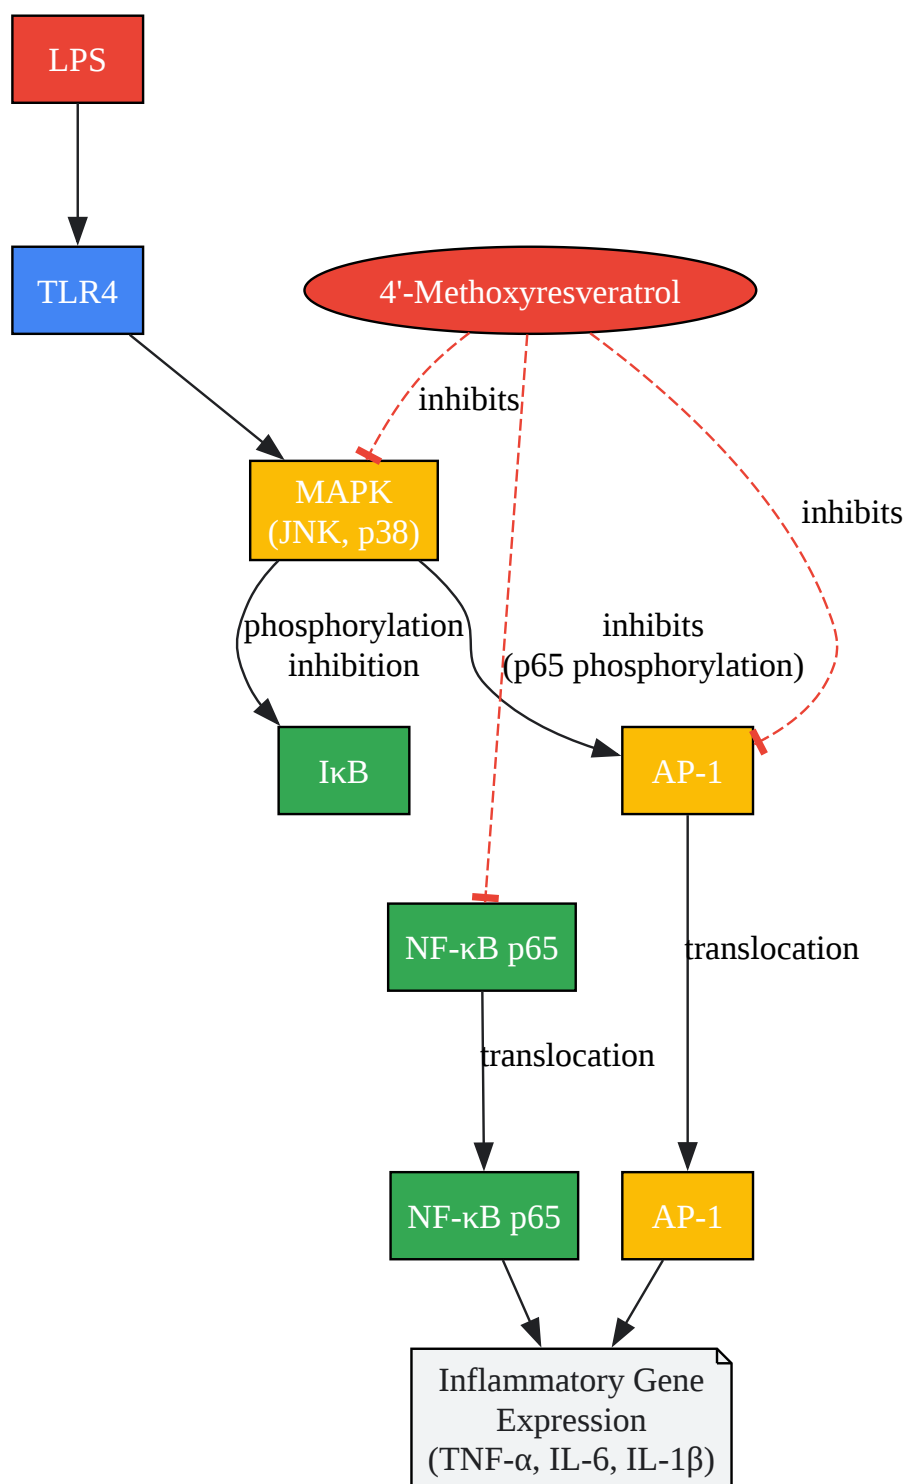 LPS
TLR4
4'-Methoxyresveratrol
inhibits
MAPK
(JNK, p38)
inhibits
phosphorylation
inhibition
inhibits
(p65 phosphorylation)
IκB
AP-1
NF-κB p65
translocation
translocation
NF-κB p65
AP-1
Inflammatory Gene
Expression
(TNF-α, IL-6, IL-1β)